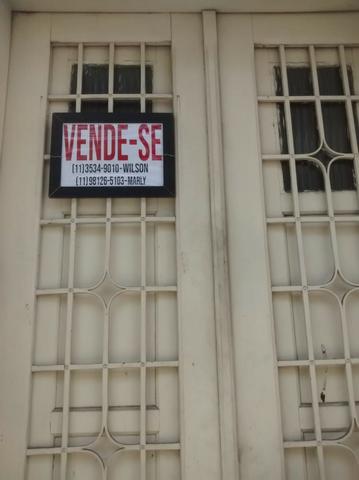 VENDE-SE
(11)3534-9010-WILSON
(11)98126-5103-MARLY